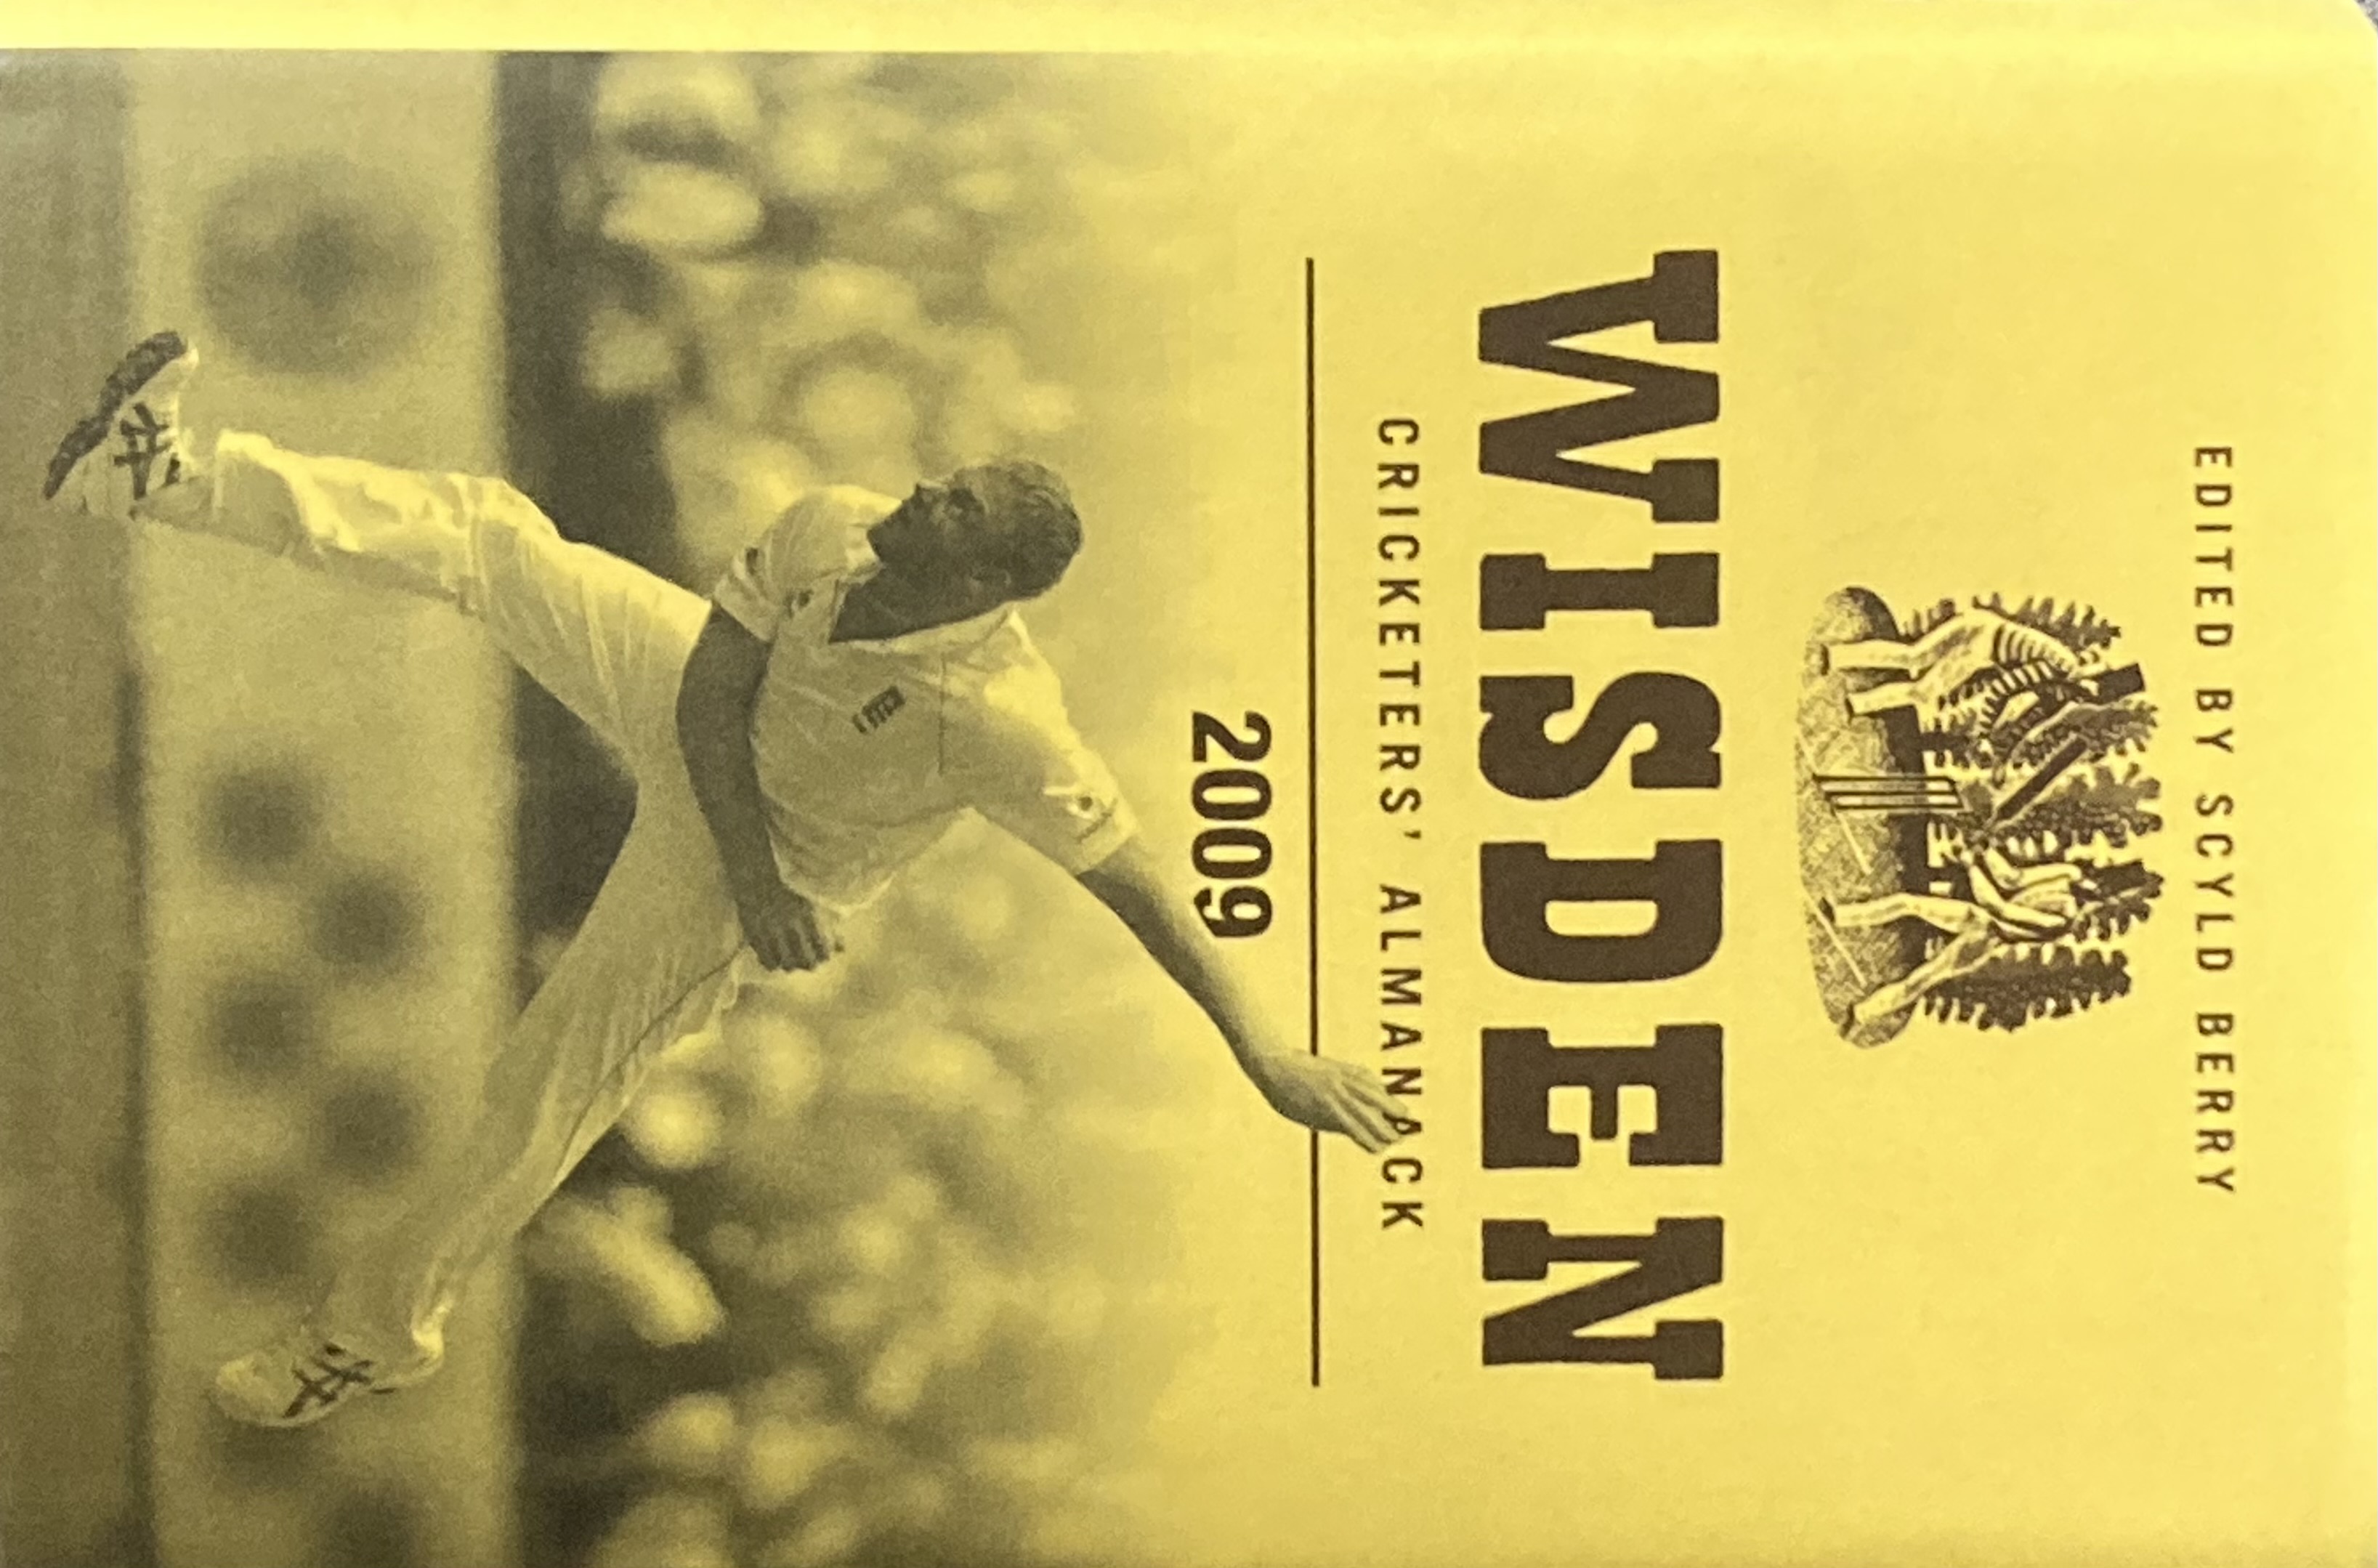 EDITED BY SCYLD BERRY
WISDEN
CRICKETERS' ALMANACK
2009